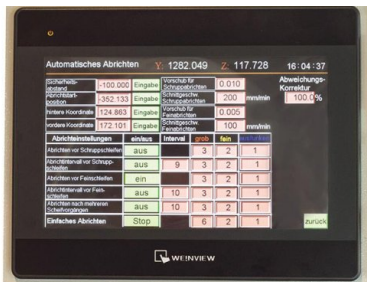 Automatisches Abrichten Y: 1282.049 Z: 117.728 16:04:37
Sicherheits-abstand -100.000 Eingabe Vorschub für Schruppabrichten 0.010 Abweichungs-Korrektur
Abrichtstart-position -352.133 Eingabe Schnittgeschw. Schruppabrichten 200 mm/min 100.0 %
hintere Koordinate 124.863 Eingabe Vorschub für Feinabrichten 0.005
vordere Koordinate 172.101 Eingabe Schnittgeschw. Feinabrichten 100 mm/min
Abrichteinstellungen ein/aus Interval grob fein
Abrichten vor Schruppschleifen aus 3 2 1
Abrichtintervall vor Schrupp-schleifen aus 9 3 2 1
Abrichten vor Feinschleifen ein 3 2 1
Abrichtintervall vor Fein-schleifen aus 10 3 2 1
Abrichten nach mehreren Schleifvorgängen aus 10 3 2 1
Einfaches Abrichten Stop 6 2 1 zurück
WEINVIEW